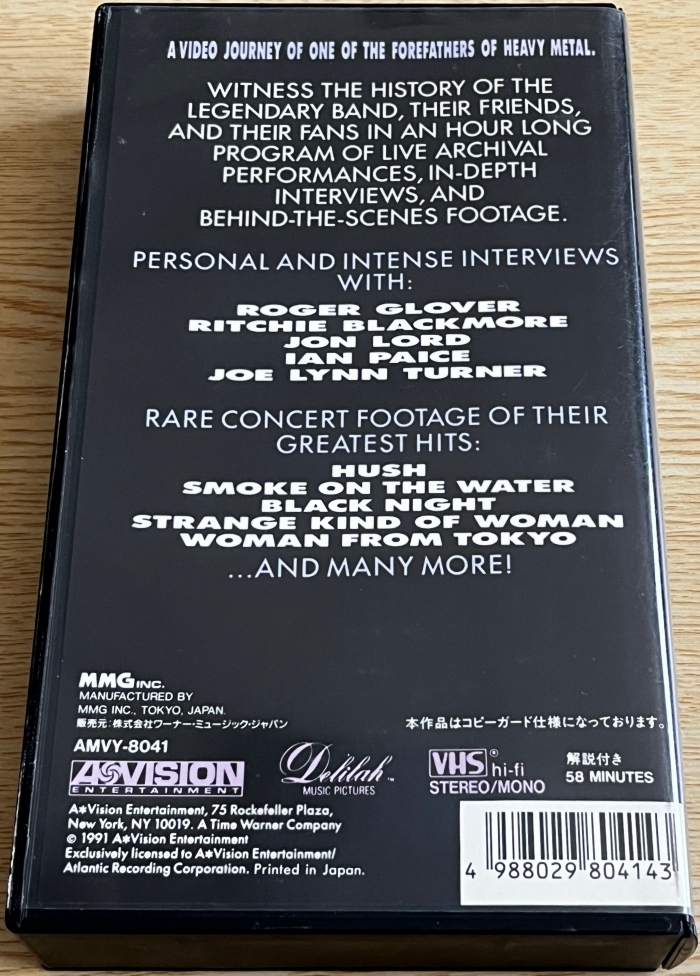 A VIDEO JOURNEY OF ONE OF THE FOREFATHERS OF HEAVY METAL.
WITNESS THE HISTORY OF THE
LEGENDARY BAND, THEIR FRIENDS,
AND THEIR FANS IN AN HOUR LONG
PROGRAM OF LIVE ARCHIVAL
PERFORMANCES, IN-DEPTH
INTERVIEWS, AND
BEHIND-THE-SCENES FOOTAGE.
PERSONAL AND INTENSE INTERVIEWS
WITH:
ROGER GLOVER
RITCHIE BLACKMORE
JON LORD
IAN PAICE
JOE LYNN TURNER
RARE CONCERT FOOTAGE OF THEIR
GREATEST HITS:
HUSH
SMOKE ON THE WATER
BLACK NIGHT
STRANGE KIND OF WOMAN
WOMAN FROM TOKYO
...AND MANY MORE!
MMG INC.
MANUFACTURED BY
MMG INC., TOKYO, JAPAN.
販売元:株式会社ワーナー・ミュージック・ジャパン
本作品はコピーガード仕様になっております。
AMVY-8041
A*VISION
ENTERTAINMENT
Delilah™
MUSIC PICTURES
VHS® hi-fi
STEREO/MONO
解説付き
58 MINUTES
A*Vision Entertainment, 75 Rockefeller Plaza,
New York, NY 10019. A Time Warner Company
© 1991 A*Vision Entertainment
Exclusively licensed to A*Vision Entertainment/
Atlantic Recording Corporation. Printed in Japan.
4 988029 804143